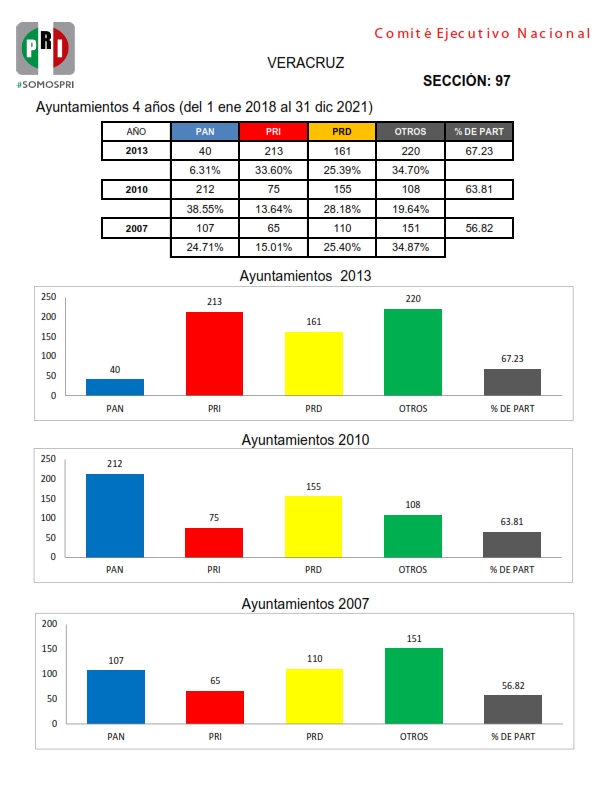 Comité Ejecutivo Nacional
PRI
#SOMOSPRI
VERACRUZ
SECCIÓN: 97
Ayuntamientos 4 años (del 1 ene 2018 al 31 dic 2021)
AÑO PAN PRI PRD OTROS % DE PART
2013 40 213 161 220 67.23
6.31% 33.60% 25.39% 34.70%
2010 212 75 155 108 63.81
38.55% 13.64% 28.18% 19.64%
2007 107 65 110 151 56.82
24.71% 15.01% 25.40% 34.87%
Ayuntamientos 2013
250
200
150
100
50
0
40 213 161 220 67.23
PAN PRI PRD OTROS % DE PART
Ayuntamientos 2010
250
200
150
100
50
0
212 75 155 108 63.81
PAN PRI PRD OTROS % DE PART
Ayuntamientos 2007
200
150
100
50
0
107 65 110 151 56.82
PAN PRI PRD OTROS % DE PART